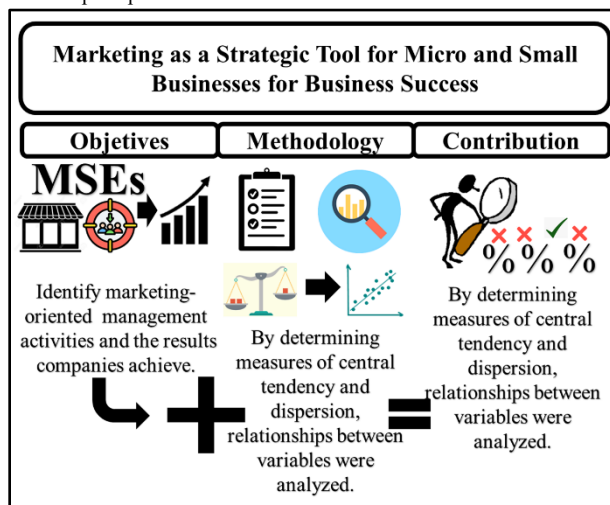 Marketing as a Strategic Tool for Micro and Small
Businesses for Business Success
Objetives
Methodology
Contribution
MSEs
% % %
Identify marketing-
oriented management
activities and the results
companies achieve.
By determining
measures of central
tendency and
dispersion,
relationships between
variables were
analyzed.
By determining
measures of central
tendency and
dispersion,
relationships between
variables were
analyzed.